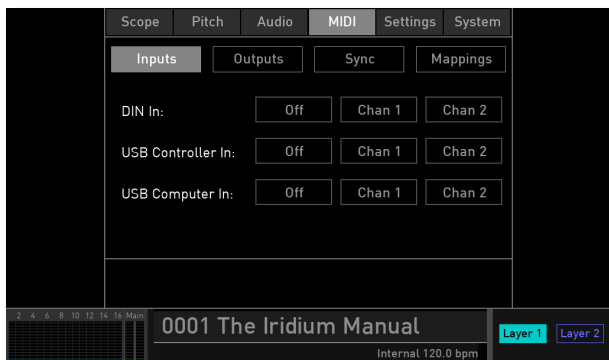 Scope Pitch Audio MIDI Settings System
Inputs Outputs Sync Mappings
DIN In: Off Chan 1 Chan 2
USB Controller In: Off Chan 1 Chan 2
USB Computer In: Off Chan 1 Chan 2
2 4 6 8 10 12 14 16 Main
0001 The Iridium Manual
Internal 120.0 bpm
Layer 1 Layer 2